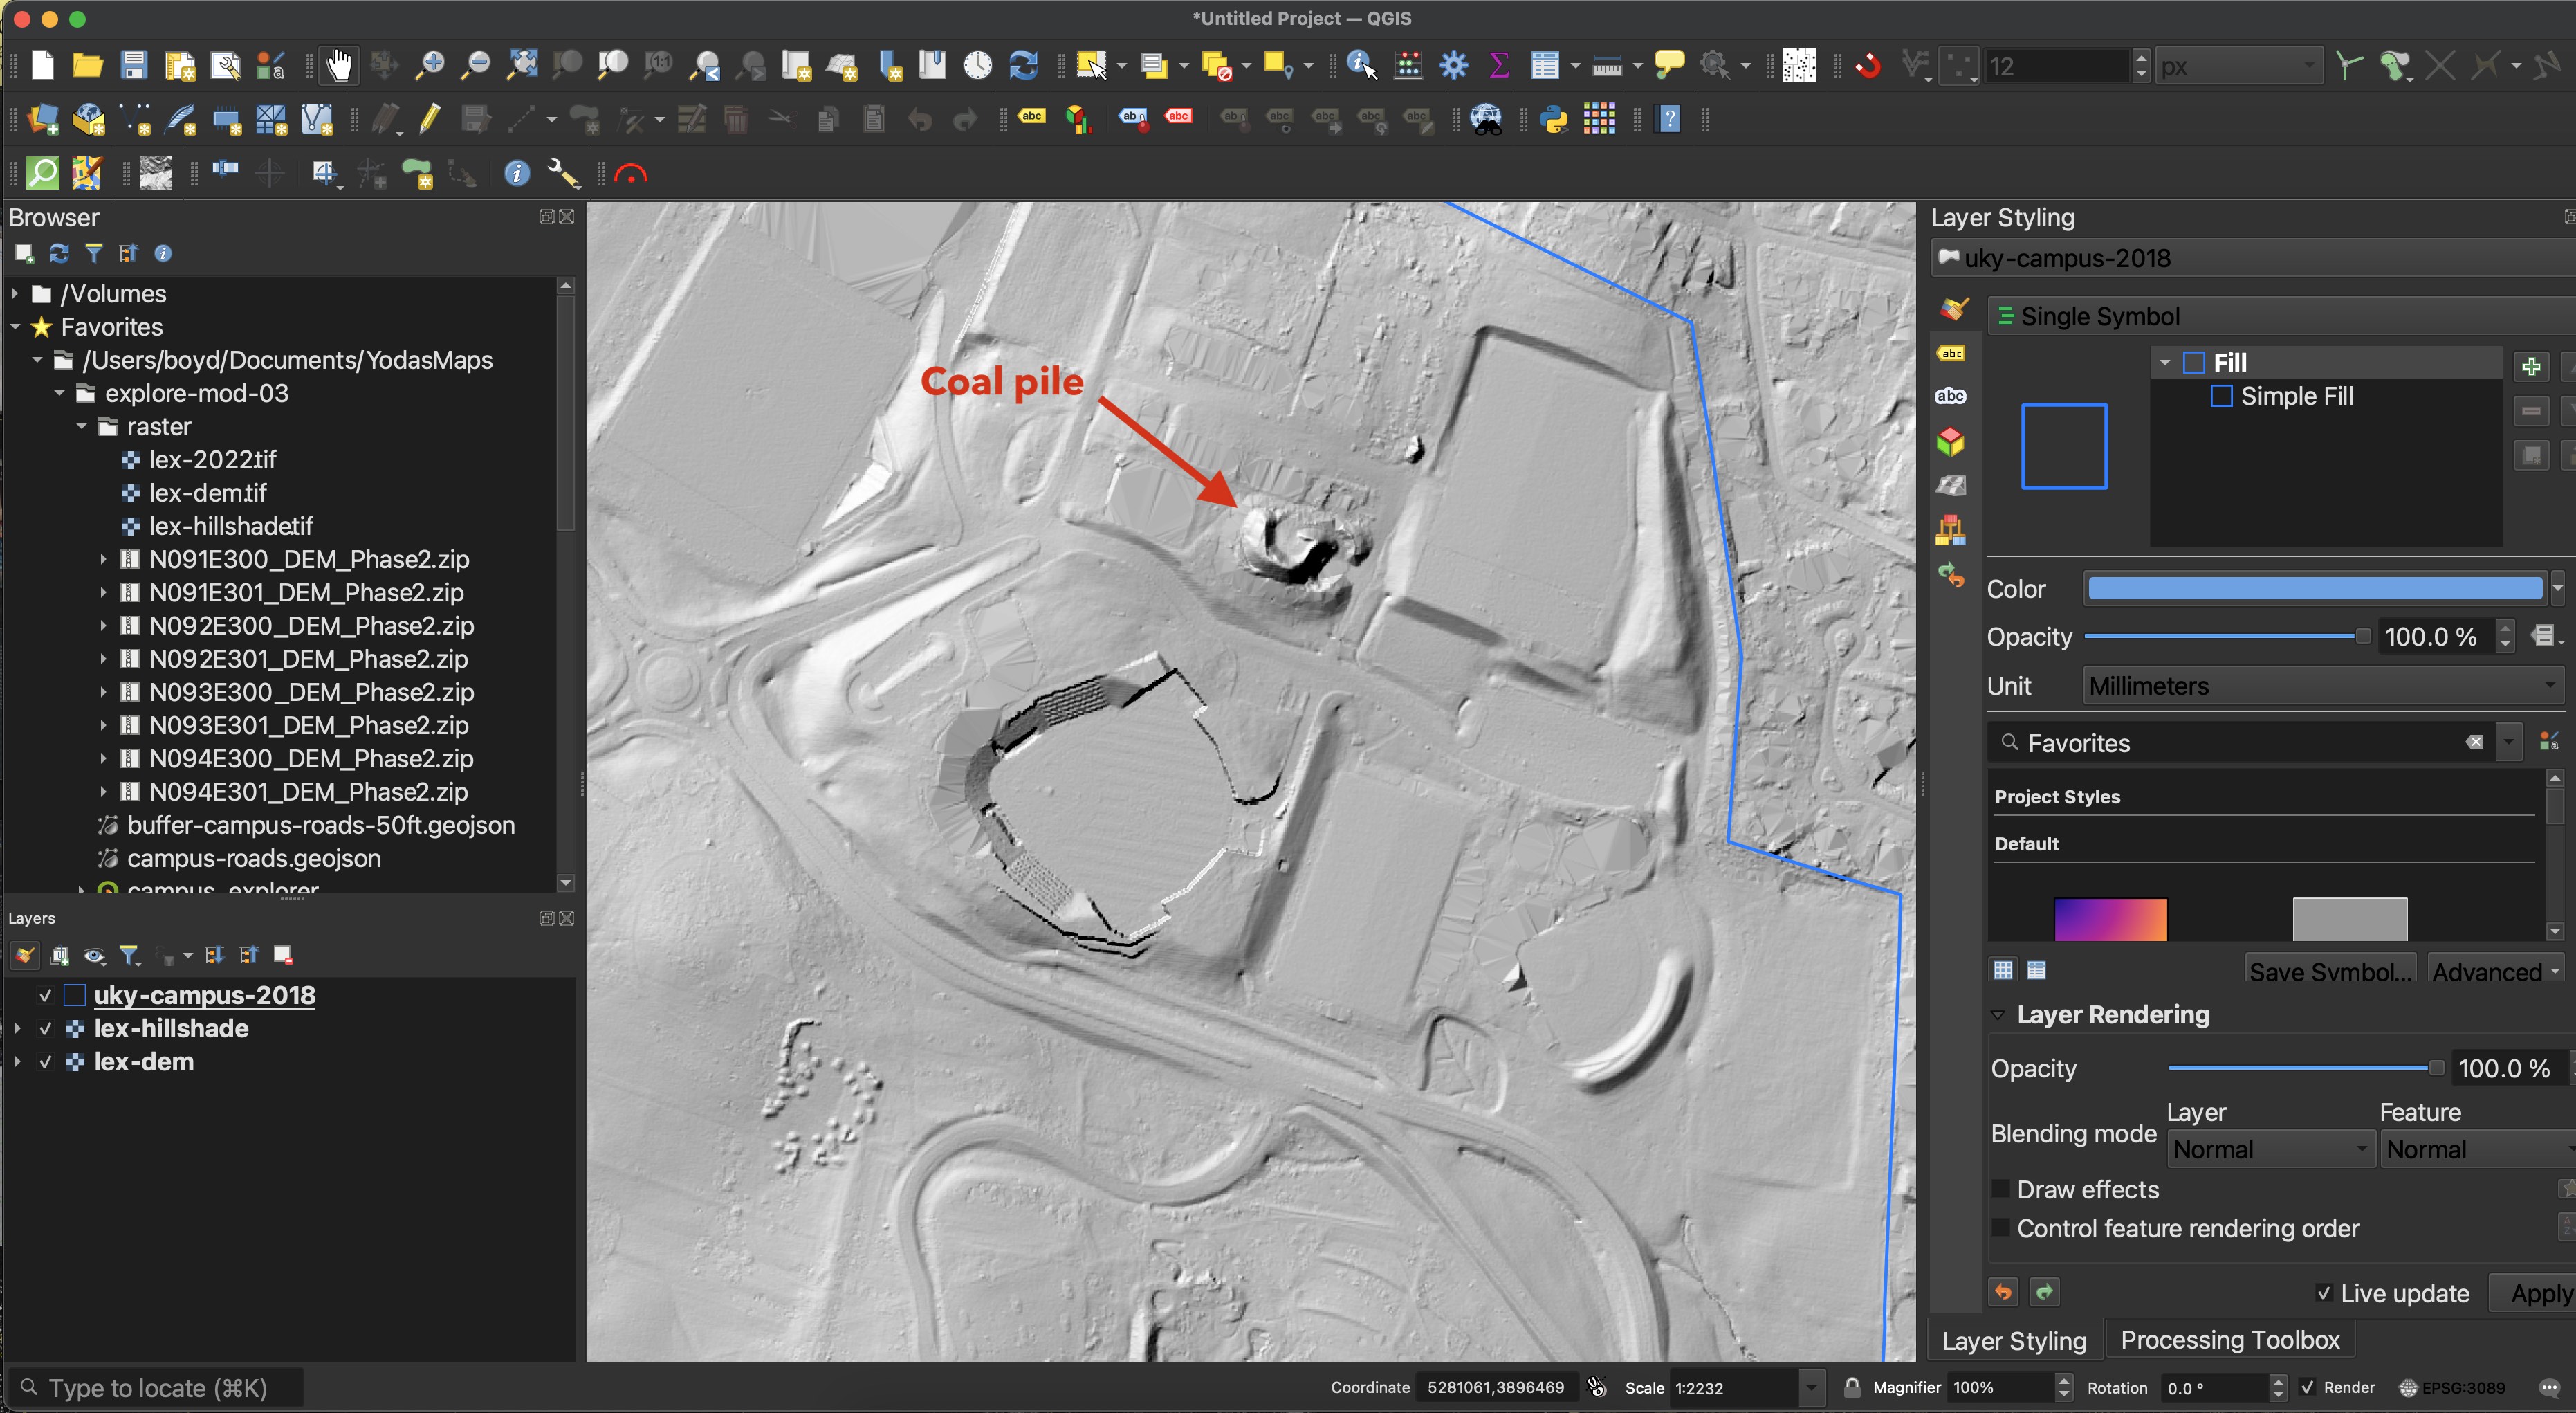 *Untitled Project — QGIS
12
px
abc
abc
Browser
/Volumes
Favorites
/Users/boyd/Documents/YodasMaps
explore-mod-03
raster
lex-2022.tif
lex-dem.tif
lex-hillshade.tif
N091E300_DEM_Phase2.zip
N091E301_DEM_Phase2.zip
N092E300_DEM_Phase2.zip
N092E301_DEM_Phase2.zip
N093E300_DEM_Phase2.zip
N093E301_DEM_Phase2.zip
N094E300_DEM_Phase2.zip
N094E301_DEM_Phase2.zip
buffer-campus-roads-50ft.geojson
campus-roads.geojson
campus_explorer
Layers
uky-campus-2018
lex-hillshade
lex-dem
Type to locate (⌘K)
Coal pile
Layer Styling
uky-campus-2018
Single Symbol
abc
abc
Fill
Simple Fill
Color
Opacity 100.0 %
Unit Millimeters
Favorites
Project Styles
Default
Save Symbol... Advanced
Layer Rendering
Opacity 100.0 %
Layer Feature
Blending mode Normal Normal
Draw effects
Control feature rendering order
Live update Apply
Layer Styling Processing Toolbox
Coordinate 5281061,3896469 Scale 1:2232 Magnifier 100% Rotation 0.0 ° Render EPSG:3089